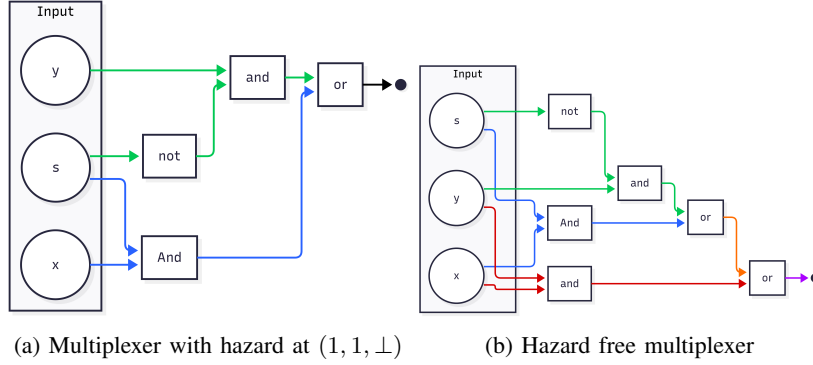 Input
y
and
or
s
not
x
And
(a) Multiplexer with hazard at (1, 1, ⊥)
Input
s
not
y
and
And
or
x
and
or
(b) Hazard free multiplexer